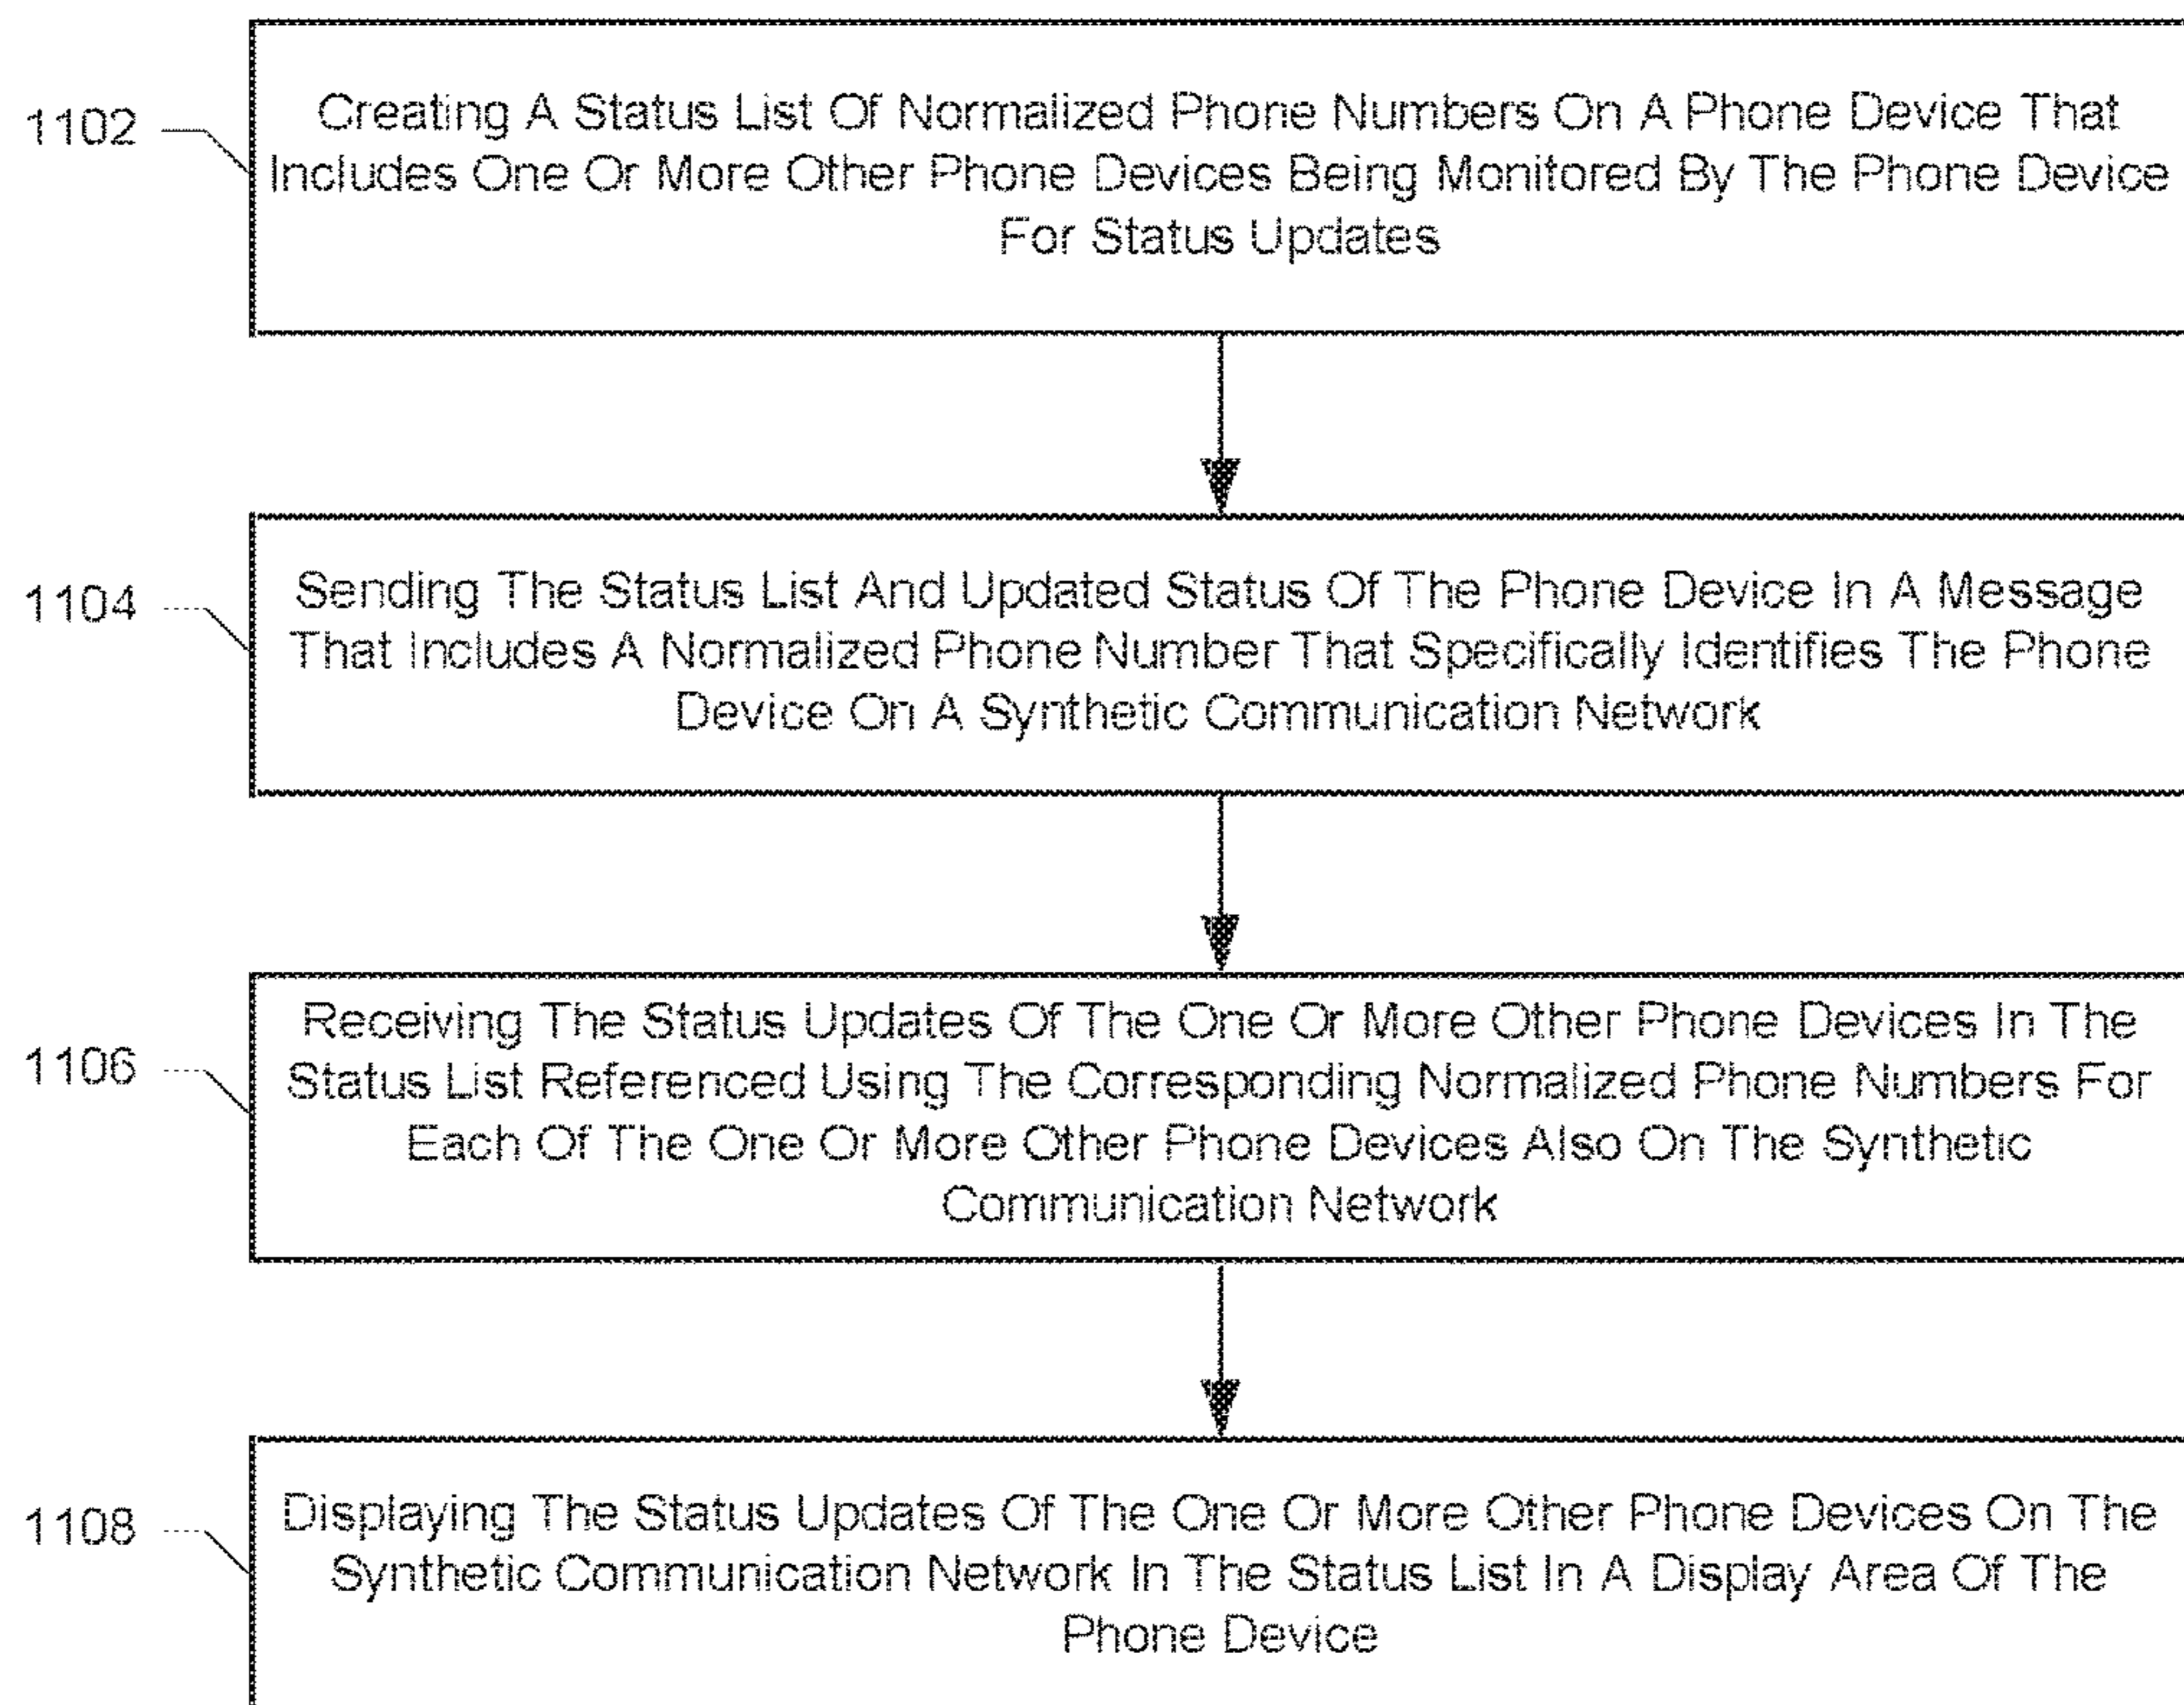 1102
Creating A Status List Of Normalized Phone Numbers On A Phone Device That
Includes One Or More Other Phone Devices Being Monitored By The Phone Device
For Status Updates
1104
Sending The Status List And Updated Status Of The Phone Device In A Message
That Includes A Normalized Phone Number That Specifically Identifies The Phone
Device On A Synthetic Communication Network
1106
Receiving The Status Updates Of The One Or More Other Phone Devices In The
Status List Referenced Using The Corresponding Normalized Phone Numbers For
Each Of The One Or More Other Phone Devices Also On The Synthetic
Communication Network
1108
Displaying The Status Updates Of The One Or More Other Phone Devices On The
Synthetic Communication Network In The Status List In A Display Area Of The
Phone Device